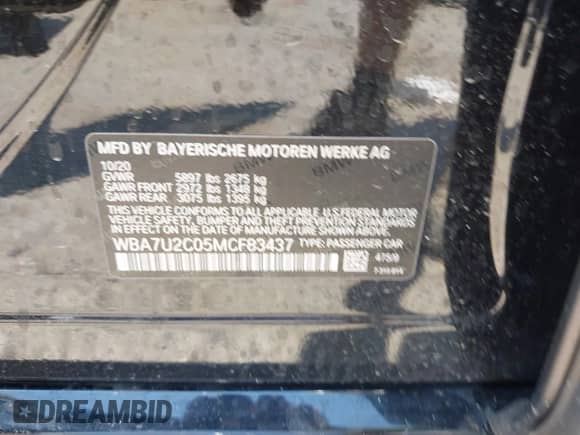 MFD BY BAYERISCHE MOTOREN WERKE AG
10/20
GVWR 5897 lbs 2675 kg
GAWR FRONT 2972 lbs 1348 kg
GAWR REAR 3075 lbs 1395 kg
THIS VEHICLE CONFORMS TO ALL APPLICABLE U.S. FEDERAL MOTOR
VEHICLE SAFETY, BUMPER, AND THEFT PREVENTION STANDARDS
IN EFFECT ON THE DATE OF MANUFACTURE SHOWN ABOVE.
WBA7U2C05MCF83437 TYPE: PASSENGER CAR
475/8
DREAMBID